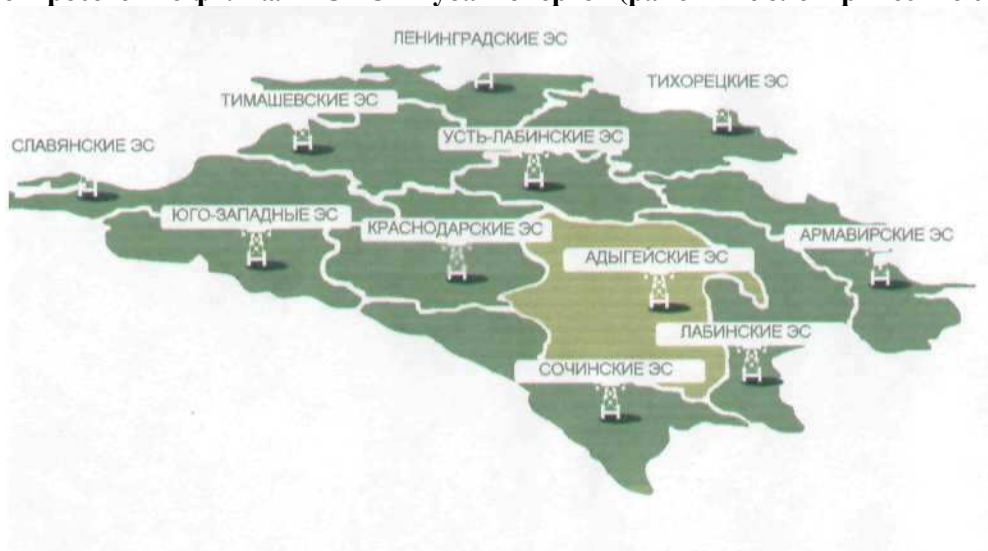 ЛЕНИНГРАДСКИЕ ЭС
ТИХОРЕЦКИЕ ЭС
ТИМАШЕВСКИЕ ЭС
УСТЬ-ЛАБИНСКИЕ ЭС
СЛАВЯНСКИЕ ЭС
ЮГО-ЗАПАДНЫЕ ЭС
КРАСНОДАРСКИЕ ЭС
АРМАВИРСКИЕ ЭС
АДЫГЕЙСКИЕ ЭС
ЛАБИНСКИЕ ЭС
СОЧИНСКИЕ ЭС